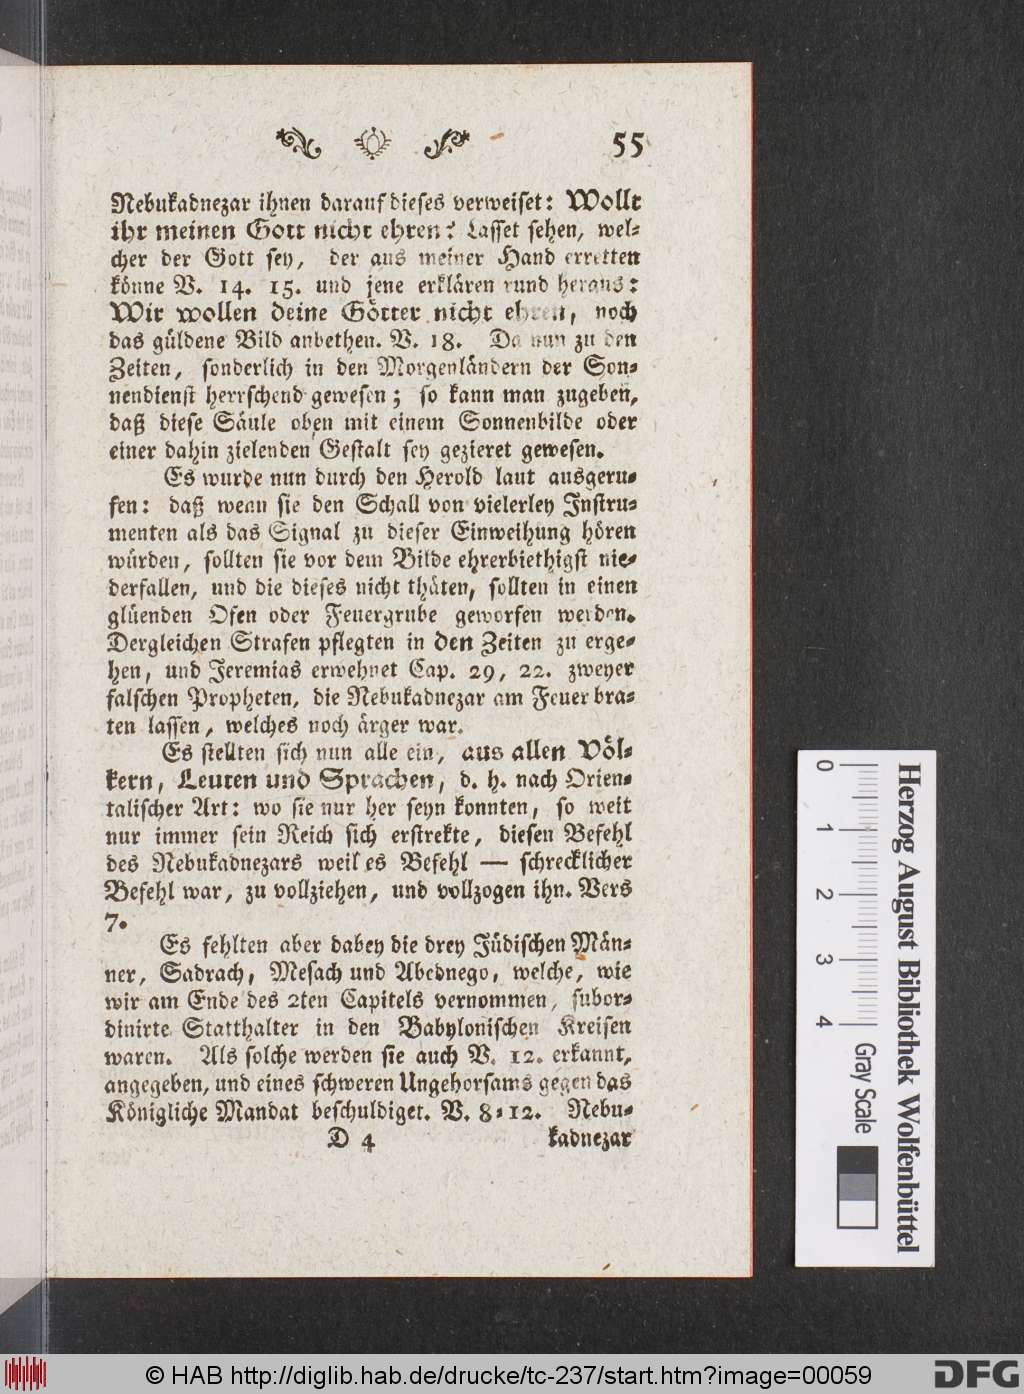 55
Nebukadnezar ihnen darauf dieses verweiset: Wollt
ihr meinen Gott nicht ehren? Lasset sehen, wel-
cher der Gott sey, der aus meiner Hand erretten
könne V. 14. 15. und jene erklären rund heraus:
Wir wollen deine Götter nicht ehren, noch
das güldene Bild anbethen. V. 18. Da nun zu den
Zeiten, sonderlich in den Morgenländern der Son-
nendienst herrschend gewesen; so kann man zugeben,
daß diese Säule oben mit einem Sonnenbilde oder
einer dahin zielenden Gestalt sey gezieret gewesen.
Es wurde nun durch den Herold laut ausgeru-
fen: daß wenn sie den Schall von vielerley Instru-
menten als das Signal zu dieser Einweihung hören
würden, sollten sie vor dem Bilde ehrerbiethigst nie-
derfallen, und die dieses nicht thäten, sollten in einen
glüenden Ofen oder Feuergrube geworfen werden.
Dergleichen Strafen pflegten in den Zeiten zu erge-
hen, und Jeremias erwehnet Cap. 29, 22. zweyer
falschen Propheten, die Nebukadnezar am Feuer bra-
ten lassen, welches noch ärger war.
Es stellten sich nun alle ein, aus allen Völ-
kern, Leuten und Sprachen, d. h. nach Orien-
talischer Art: wo sie nur her seyn konnten, so weit
nur immer sein Reich sich erstrekte, diesen Befehl
des Nebukadnezars weil es Befehl — schrecklicher
Befehl war, zu vollziehen, und vollzogen ihn. Vers
7.
Es fehlten aber dabey die drey Jüdischen Män-
ner, Sadrach, Mesach und Abednego, welche, wie
wir am Ende des 2ten Capitels vernommen, subor-
dinirte Statthalter in den Babylonischen Kreisen
waren. Als solche werden sie auch V. 12. erkannt,
angegeben, und eines schweren Ungehorsams gegen das
Königliche Mandat beschuldiget. V. 8-12. Nebu-
D 4 kadnezar
0 1 2 3 4
Gray Scale
Herzog August Bibliothek Wolfenbüttel
© HAB http://diglib.hab.de/drucke/tc-237/start.htm?image=00059
DFG